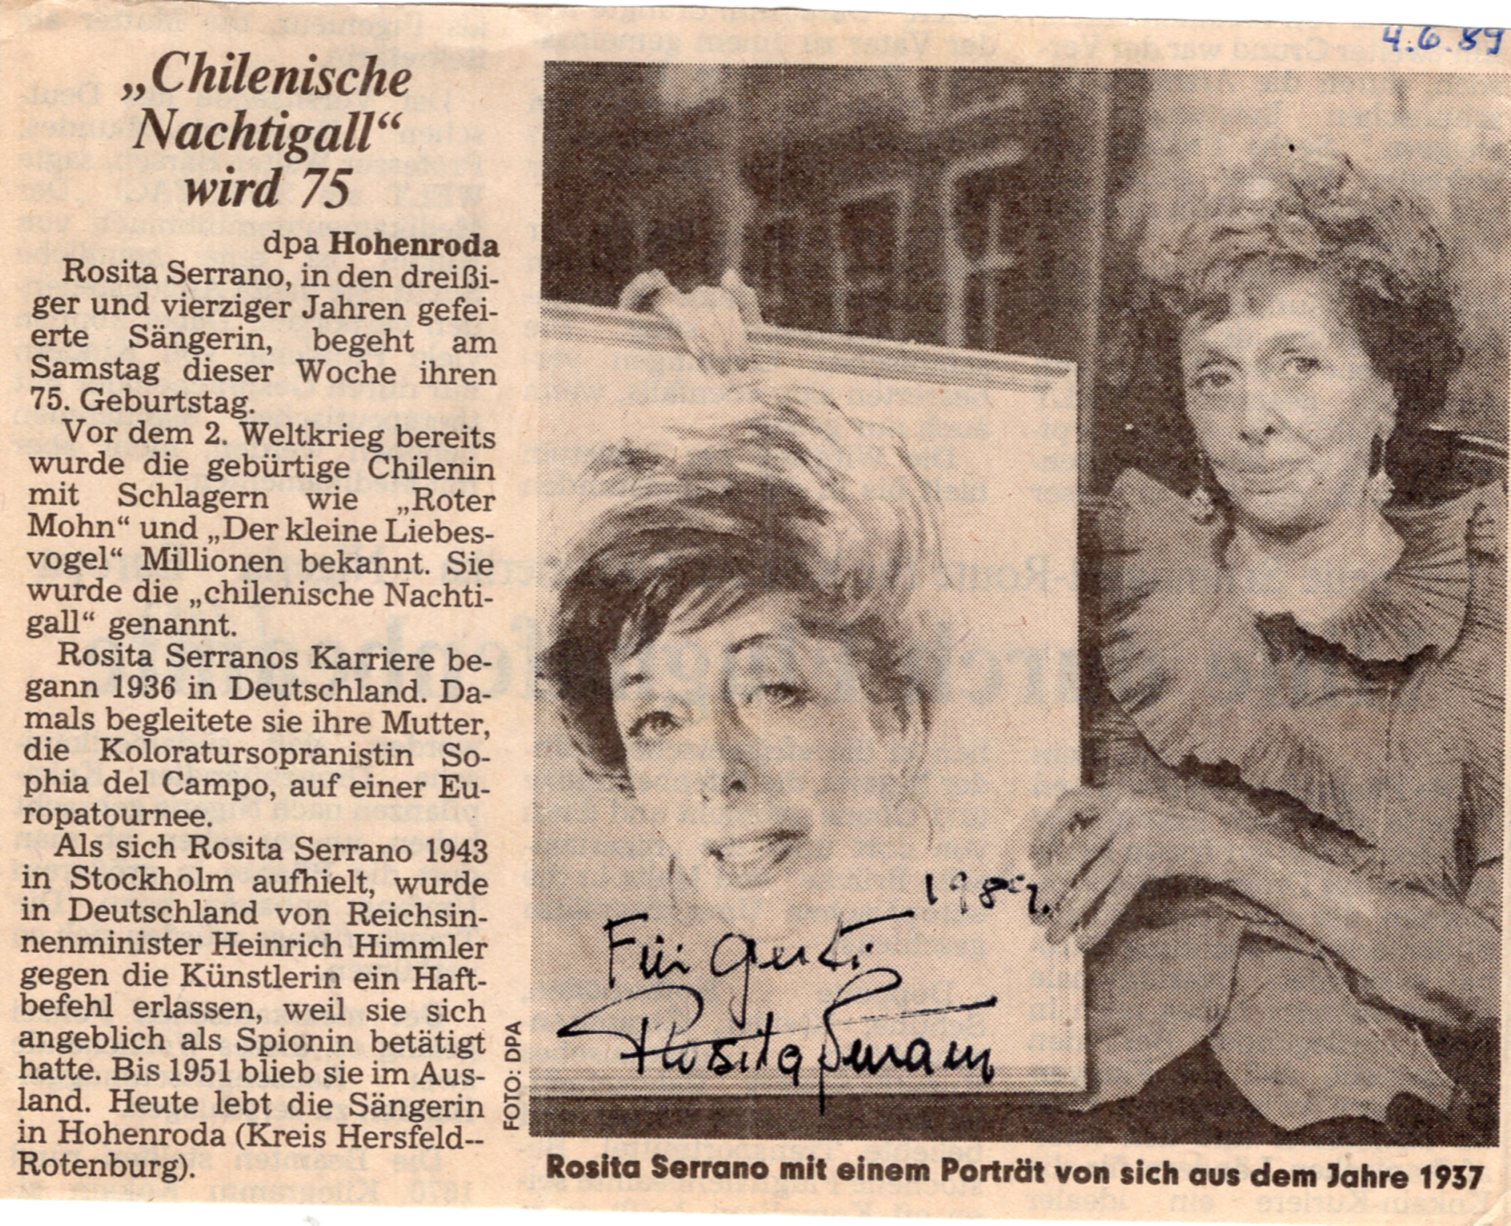 4.6.89
„Chilenische
Nachtigall“
wird 75
dpa Hohenroda
Rosita Serrano, in den dreißi-
ger und vierziger Jahren gefei-
erte Sängerin, begeht am
Samstag dieser Woche ihren
75. Geburtstag.
Vor dem 2. Weltkrieg bereits
wurde die gebürtige Chilenin
mit Schlagern wie „Roter
Mohn“ und „Der kleine Liebes-
vogel“ Millionen bekannt. Sie
wurde die „chilenische Nachti-
gall“ genannt.
Rosita Serranos Karriere be-
gann 1936 in Deutschland. Da-
mals begleitete sie ihre Mutter,
die Koloratursopranistin So-
phia del Campo, auf einer Eu-
ropatournee.
Als sich Rosita Serrano 1943
in Stockholm aufhielt, wurde
in Deutschland von Reichsin-
nenminister Heinrich Himmler
gegen die Künstlerin ein Haft-
befehl erlassen, weil sie sich
angeblich als Spionin betätigt
hatte. Bis 1951 blieb sie im Aus-
land. Heute lebt die Sängerin
in Hohenroda (Kreis Hersfeld--
Rotenburg).
FOTO: DPA
1989.
Für Gerti
Rosita Serrano
Rosita Serrano mit einem Porträt von sich aus dem Jahre 1937